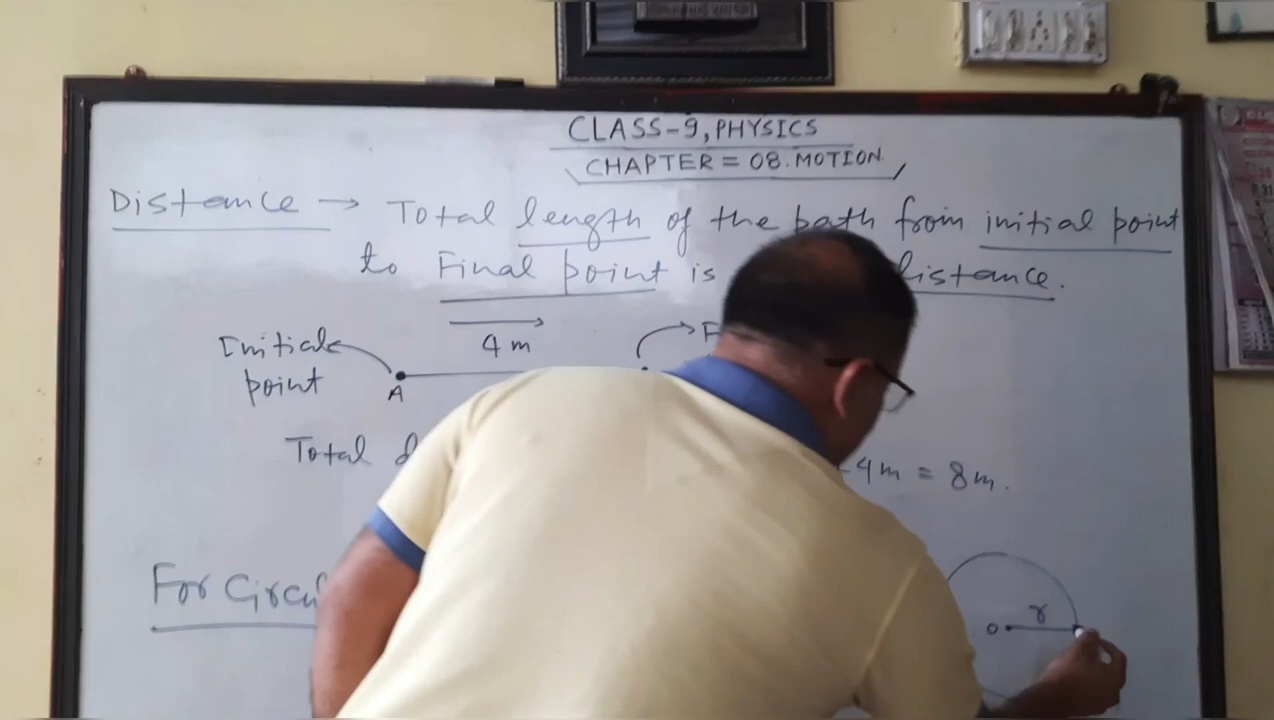 CLASS-9, PHYSICS
CHAPTER = 08. MOTION
Distance → Total length of the path from initial point
to Final point is distance.
4 m
Initial
point
A
Total
4m = 8m.
For
r
O